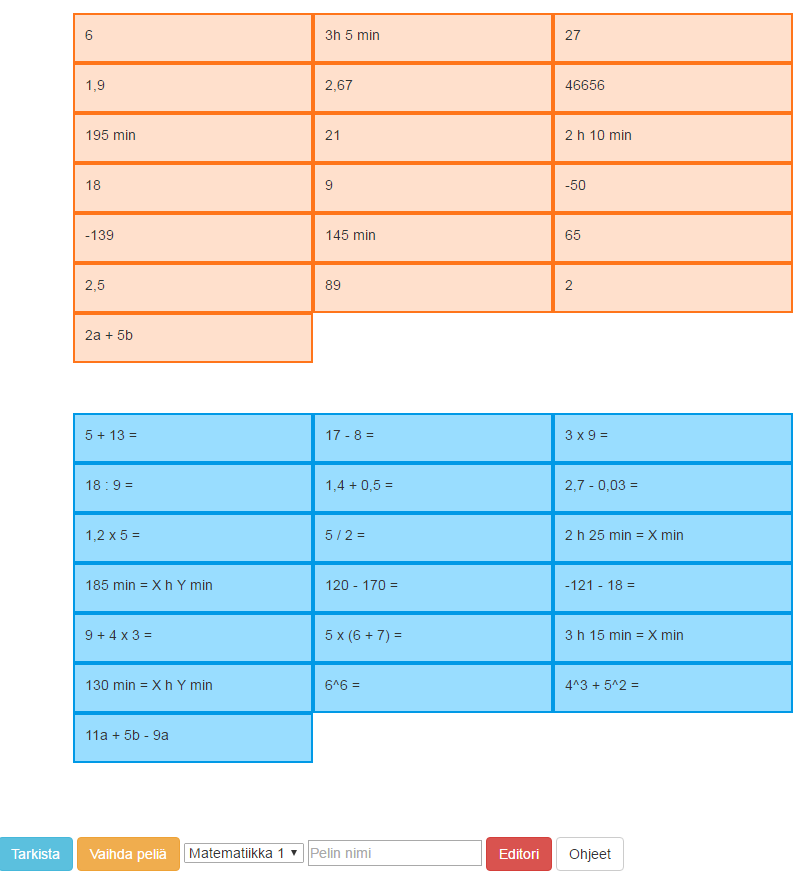 6 3h 5 min 27
1,9 2,67 46656
195 min 21 2 h 10 min
18 9 -50
-139 145 min 65
2,5 89 2
2a + 5b
5 + 13 = 17 - 8 = 3 x 9 =
18 : 9 = 1,4 + 0,5 = 2,7 - 0,03 =
1,2 x 5 = 5 / 2 = 2 h 25 min = X min
185 min = X h Y min 120 - 170 = -121 - 18 =
9 + 4 x 3 = 5 x (6 + 7) = 3 h 15 min = X min
130 min = X h Y min 6^6 = 4^3 + 5^2 =
11a + 5b - 9a
Tarkista Vaihda peliä Matematiikka 1 Pelin nimi Editori Ohjeet